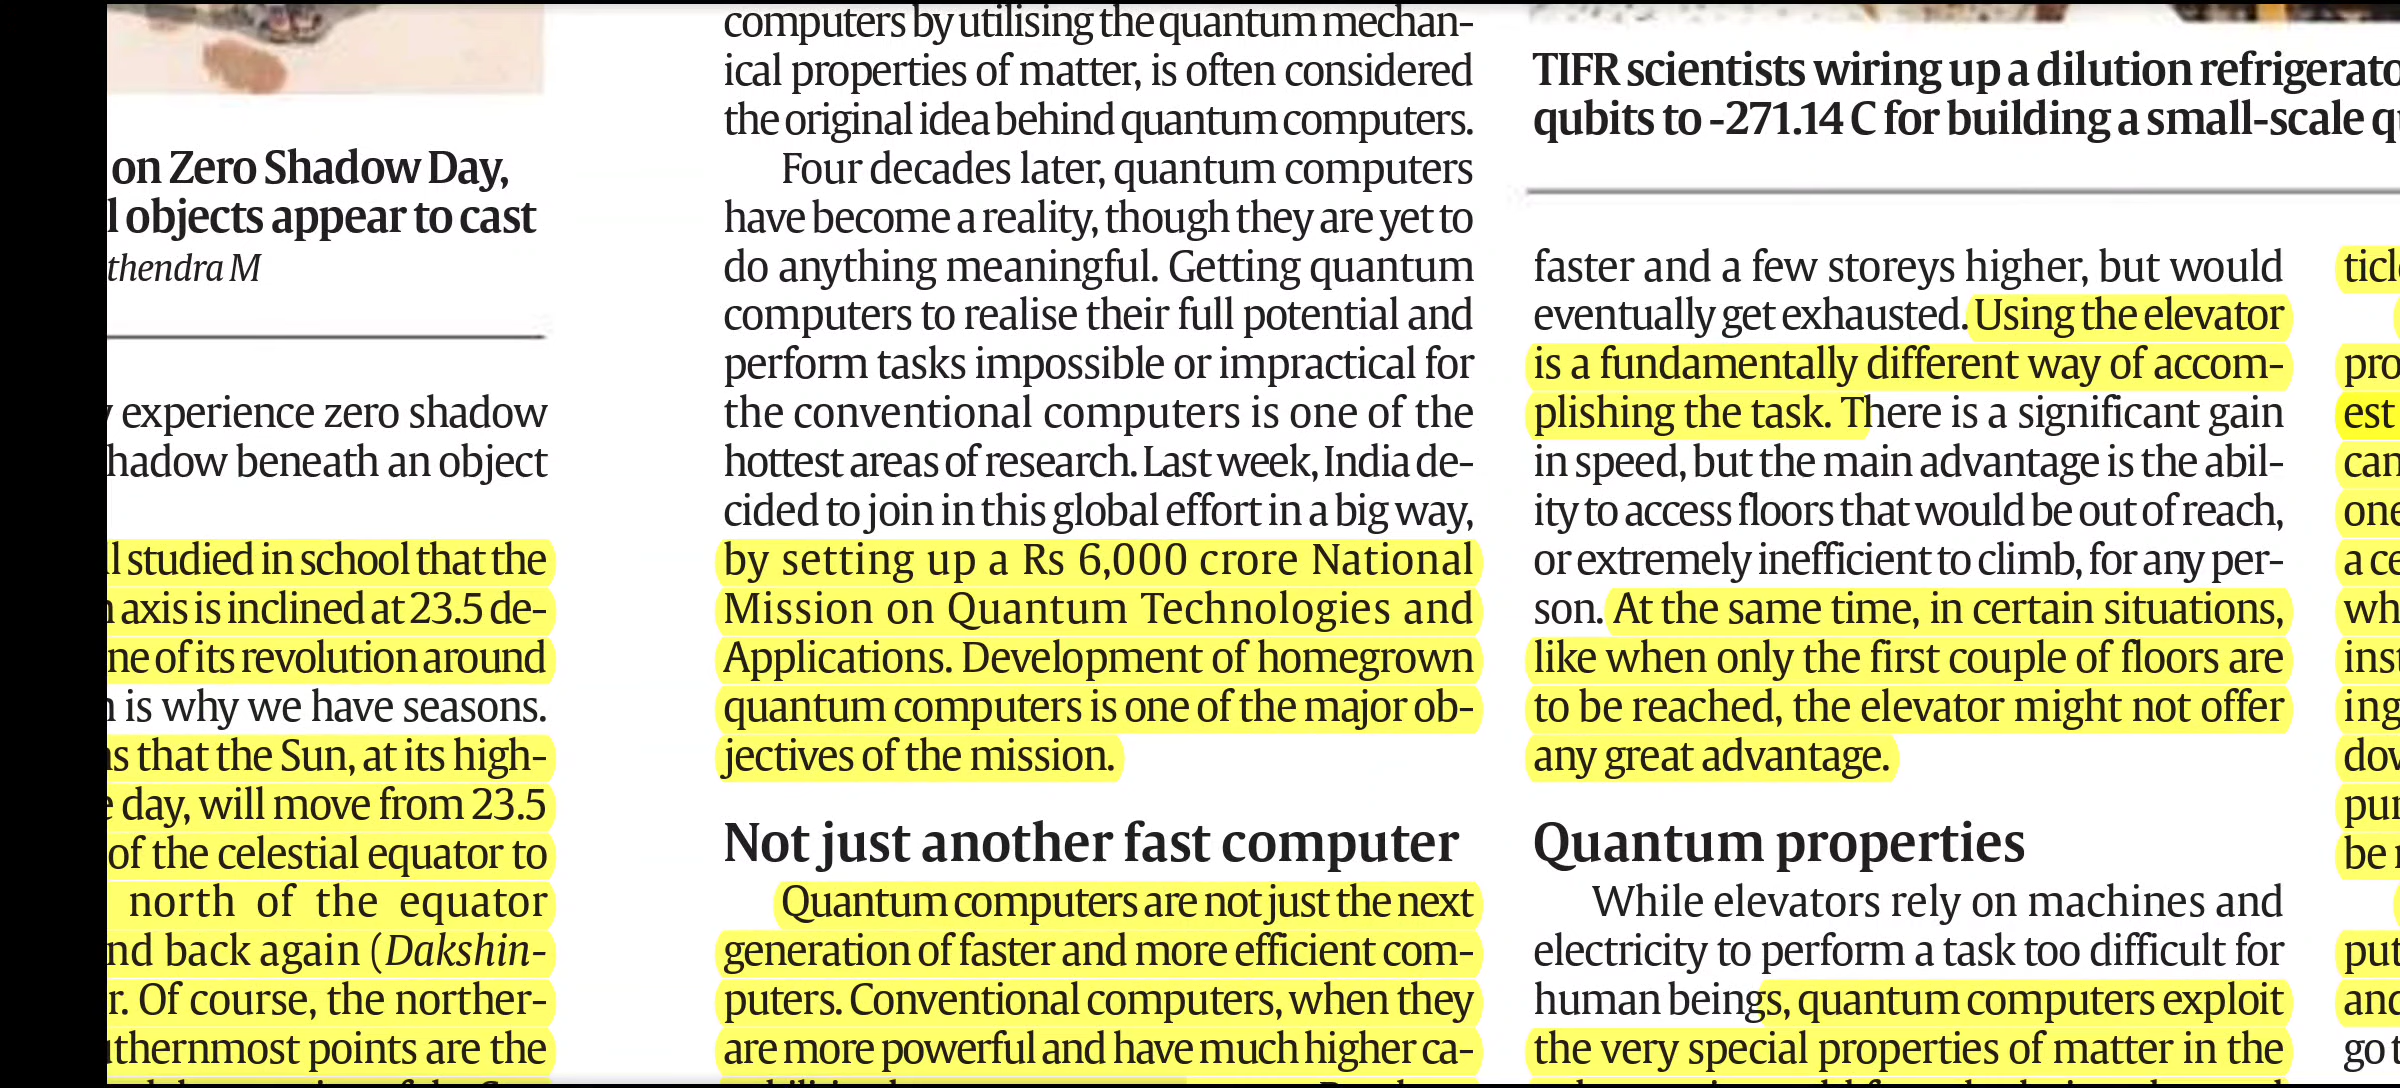 on Zero Shadow Day,
objects appear to cast
thendra M
experience zero shadow
hadow beneath an object
studied in school that the
axis is inclined at 23.5 de-
ne of its revolution around
is why we have seasons.
that the Sun, at its high-
day, will move from 23.5
of the celestial equator to
north of the equator
nd back again (Dakshin-
r. Of course, the norther-
uthernmost points are the
computers by utilising the quantum mechan-
ical properties of matter, is often considered
the original idea behind quantum computers.
Four decades later, quantum computers
have become a reality, though they are yet to
do anything meaningful. Getting quantum
computers to realise their full potential and
perform tasks impossible or impractical for
the conventional computers is one of the
hottest areas of research. Last week, India de-
cided to join in this global effort in a big way,
by setting up a Rs 6,000 crore National
Mission on Quantum Technologies and
Applications. Development of homegrown
quantum computers is one of the major ob-
jectives of the mission.
Not just another fast computer
Quantum computers are not just the next
generation of faster and more efficient com-
puters. Conventional computers, when they
are more powerful and have much higher ca-
TIFR scientists wiring up a dilution refrigerato
qubits to -271.14 C for building a small-scale q
faster and a few storeys higher, but would
eventually get exhausted. Using the elevator
is a fundamentally different way of accom-
plishing the task. There is a significant gain
in speed, but the main advantage is the abil-
ity to access floors that would be out of reach,
or extremely inefficient to climb, for any per-
son. At the same time, in certain situations,
like when only the first couple of floors are
to be reached, the elevator might not offer
any great advantage.
Quantum properties
While elevators rely on machines and
electricity to perform a task too difficult for
human beings, quantum computers exploit
the very special properties of matter in the
ticl
pro
est
can
one
a ce
wh
inst
ing
dow
pur
be
put
and
go t